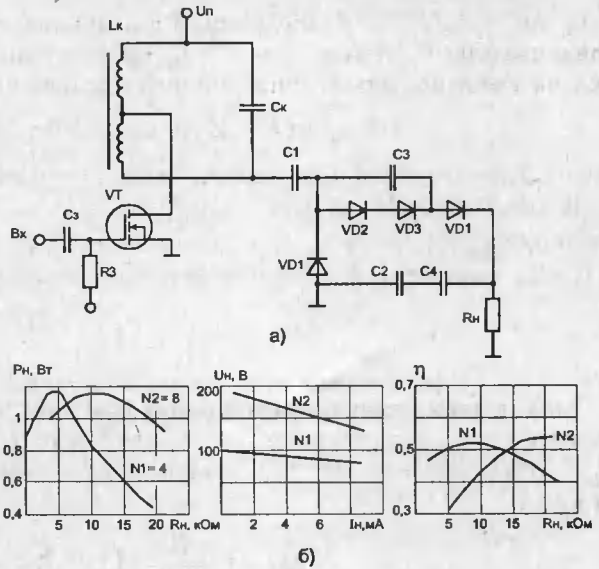 Uп
Lк
Cк
C1
C3
VT
Вх
Cз
VD2
VD3
VD1
VD1
C2
C4
RЗ
Rн
а)
Pн, Вт
Uн, В
η
200
0,7
N2
N2=8
1
N1
N2
0,8
100
0,5
N1
0,6
N1=4
0,4
0,3
5
10
15
20
Rн, кОм
2
4
6
Iн,мА
5
10
15
Rн, кОм
б)